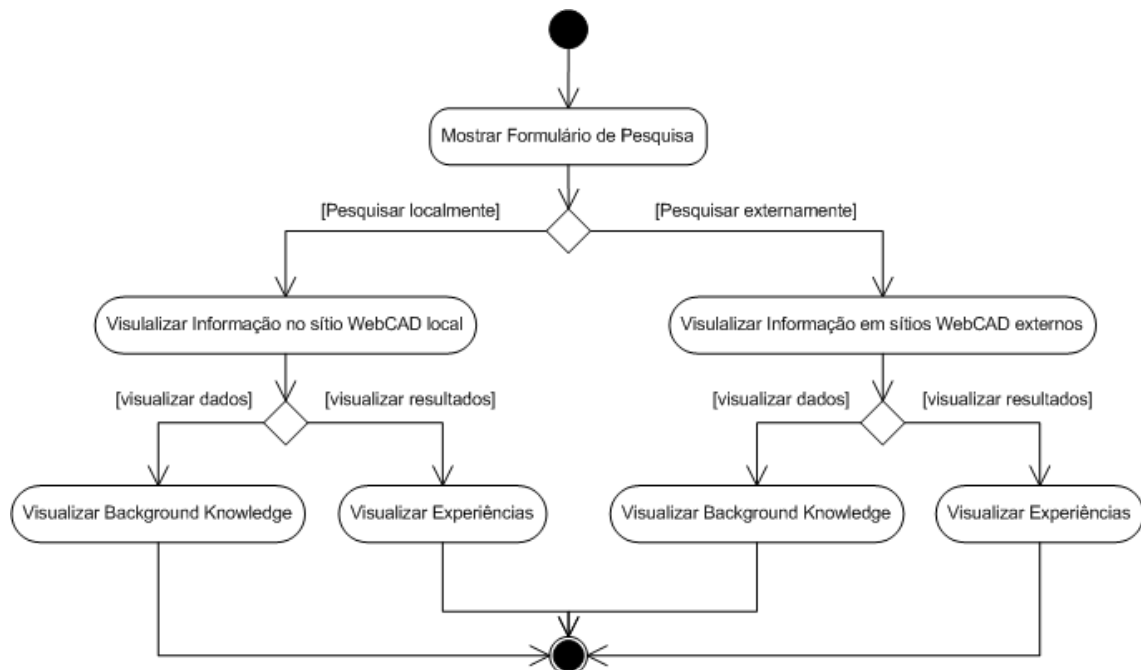 Mostrar Formulário de Pesquisa
[Pesquisar localmente]
[Pesquisar externamente]
Visulalizar Informação no sítio WebCAD local
Visulalizar Informação em sítios WebCAD externos
[visualizar dados]
[visualizar resultados]
[visualizar dados]
[visualizar resultados]
Visualizar Background Knowledge
Visualizar Experiências
Visualizar Background Knowledge
Visualizar Experiências